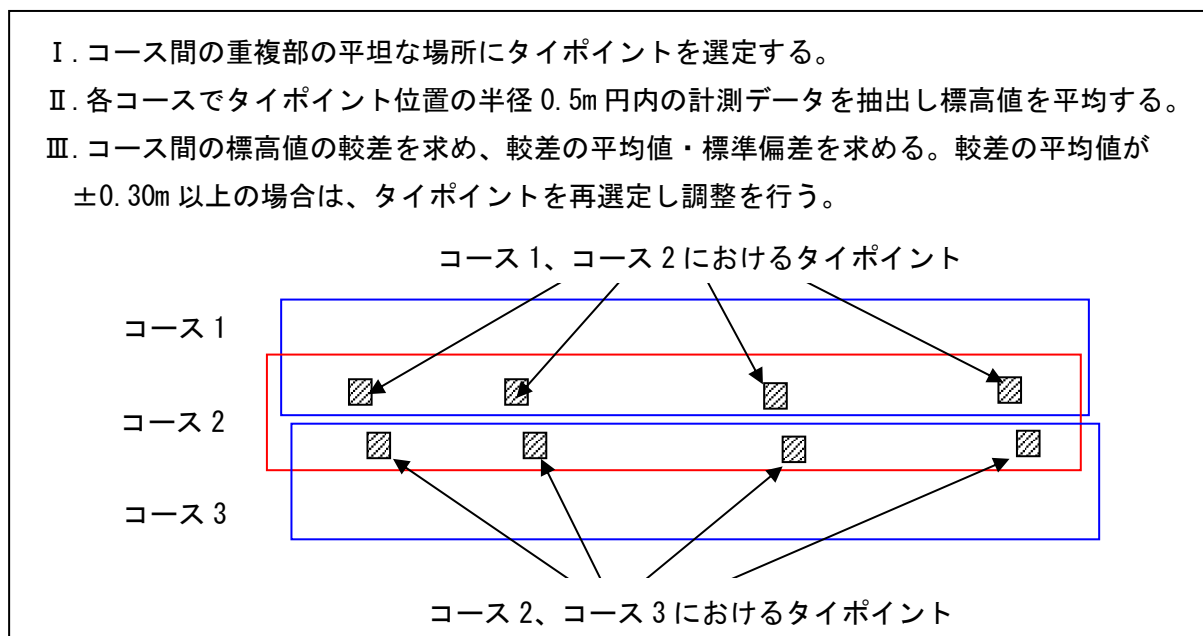 Ⅰ.コース間の重複部の平坦な場所にタイポイントを選定する。
Ⅱ.各コースでタイポイント位置の半径 0.5m 円内の計測データを抽出し標高値を平均する。
Ⅲ.コース間の標高値の較差を求め、較差の平均値・標準偏差を求める。較差の平均値が
±0.30m 以上の場合は、タイポイントを再選定し調整を行う。
コース 1、コース 2 におけるタイポイント
コース 1
コース 2
コース 3
コース 2、コース 3 におけるタイポイント